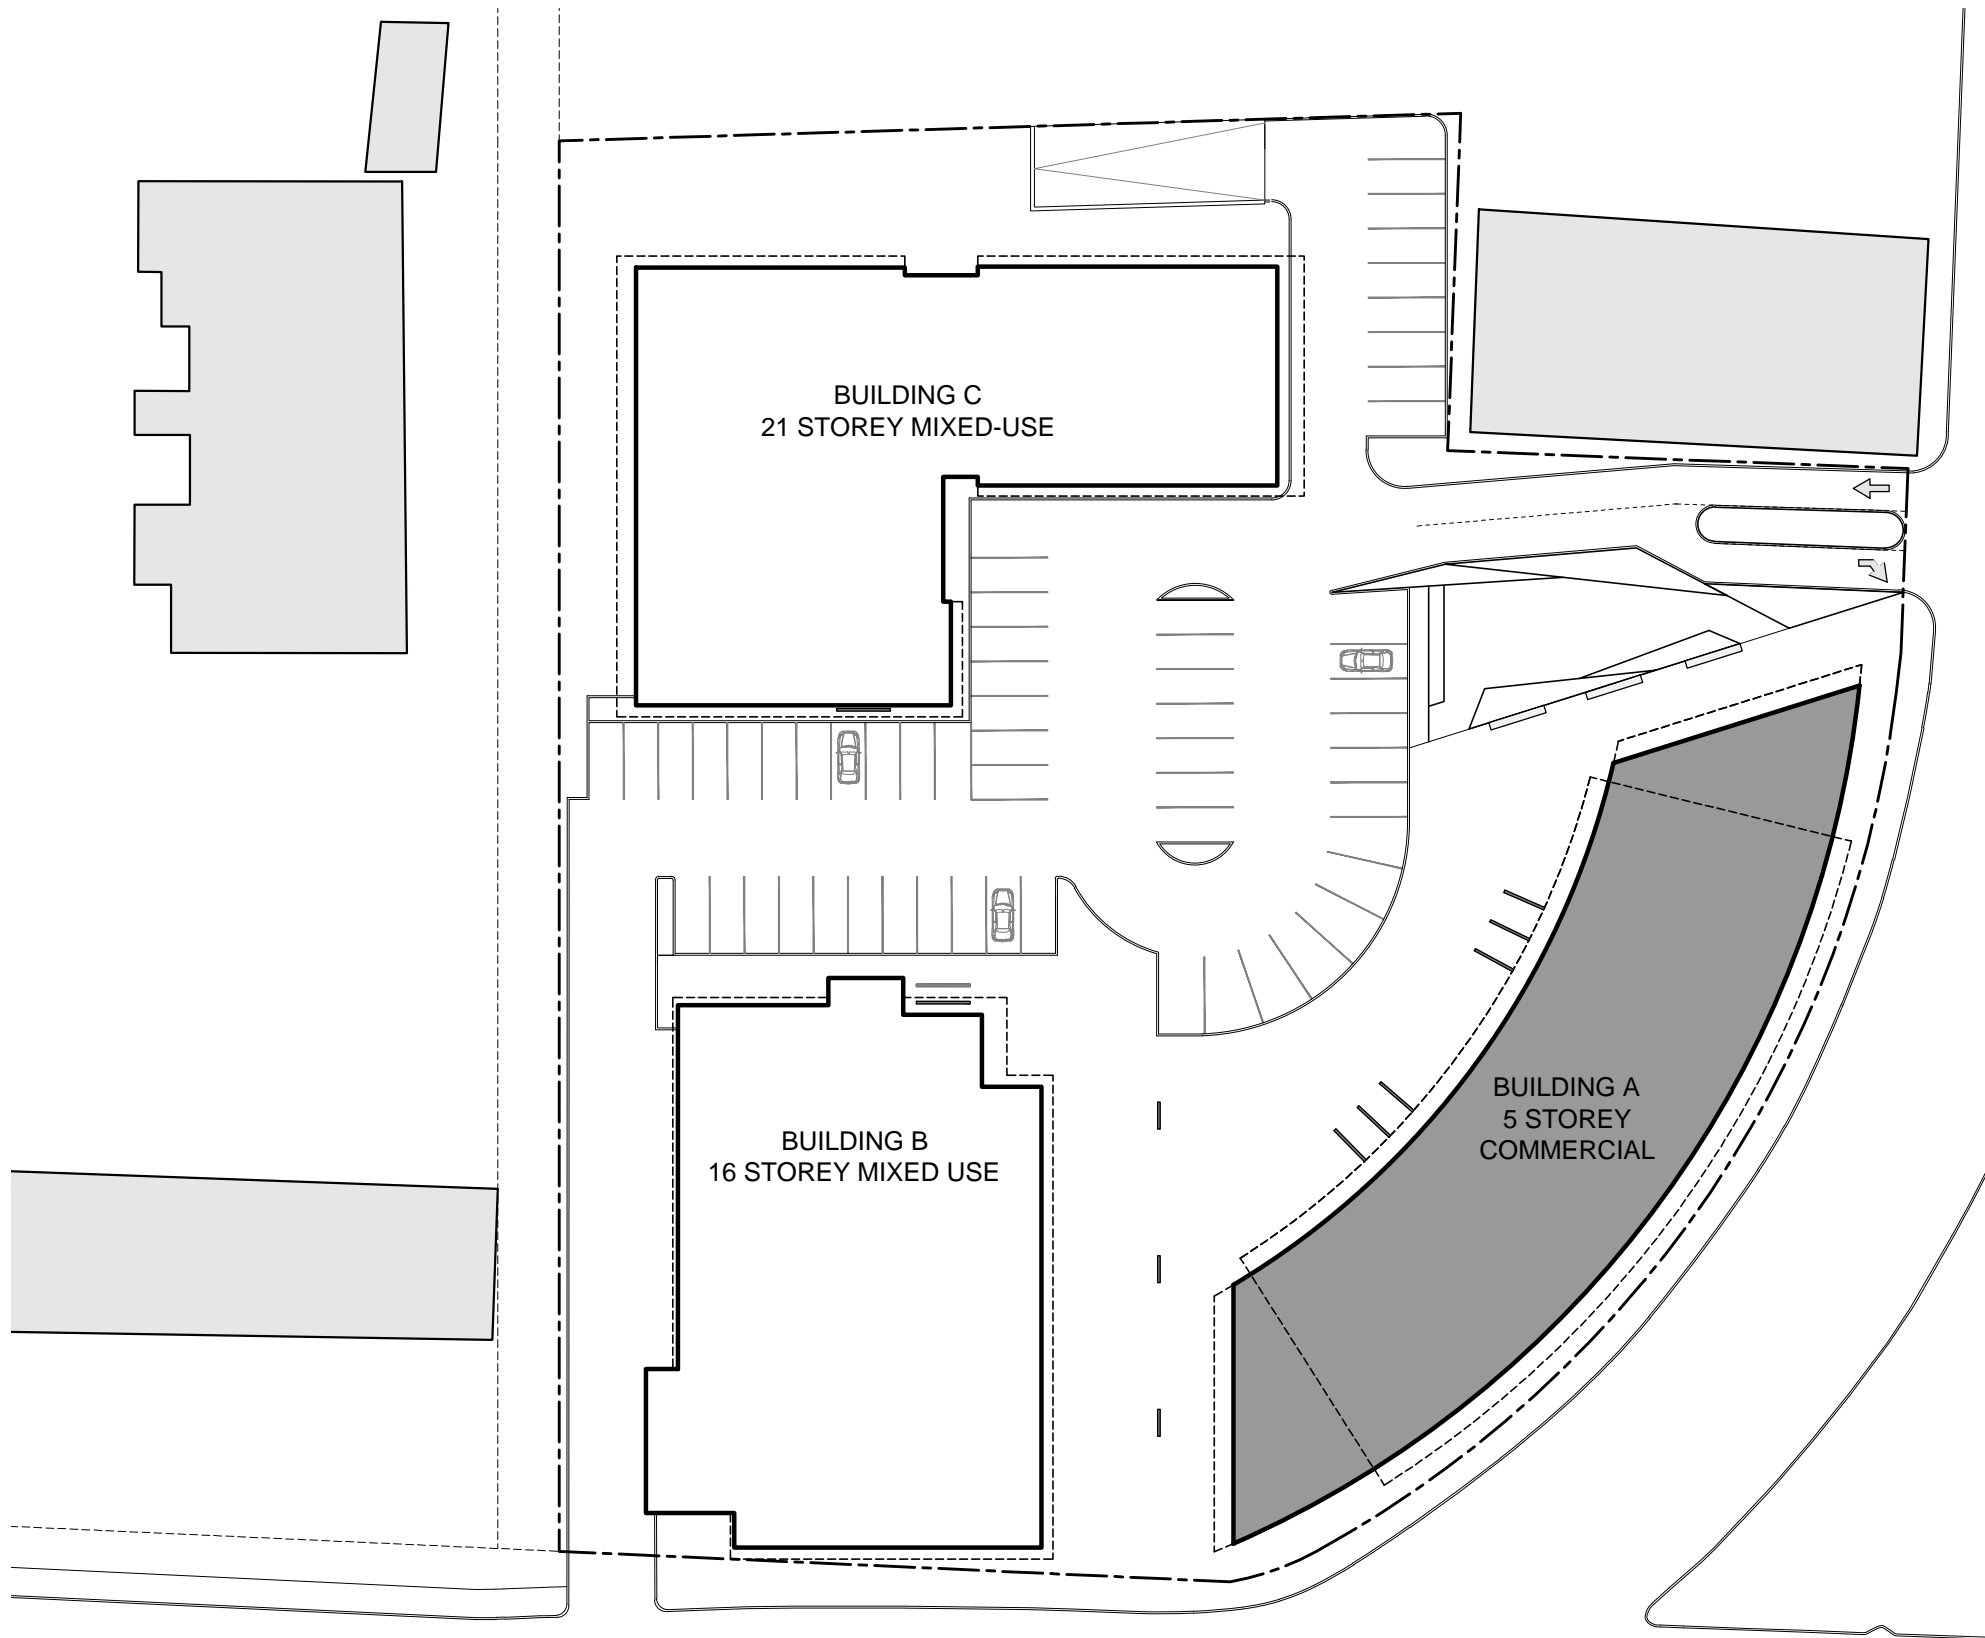 BUILDING C
21 STOREY MIXED-USE
BUILDING A
5 STOREY
COMMERCIAL
BUILDING B
16 STOREY MIXED USE